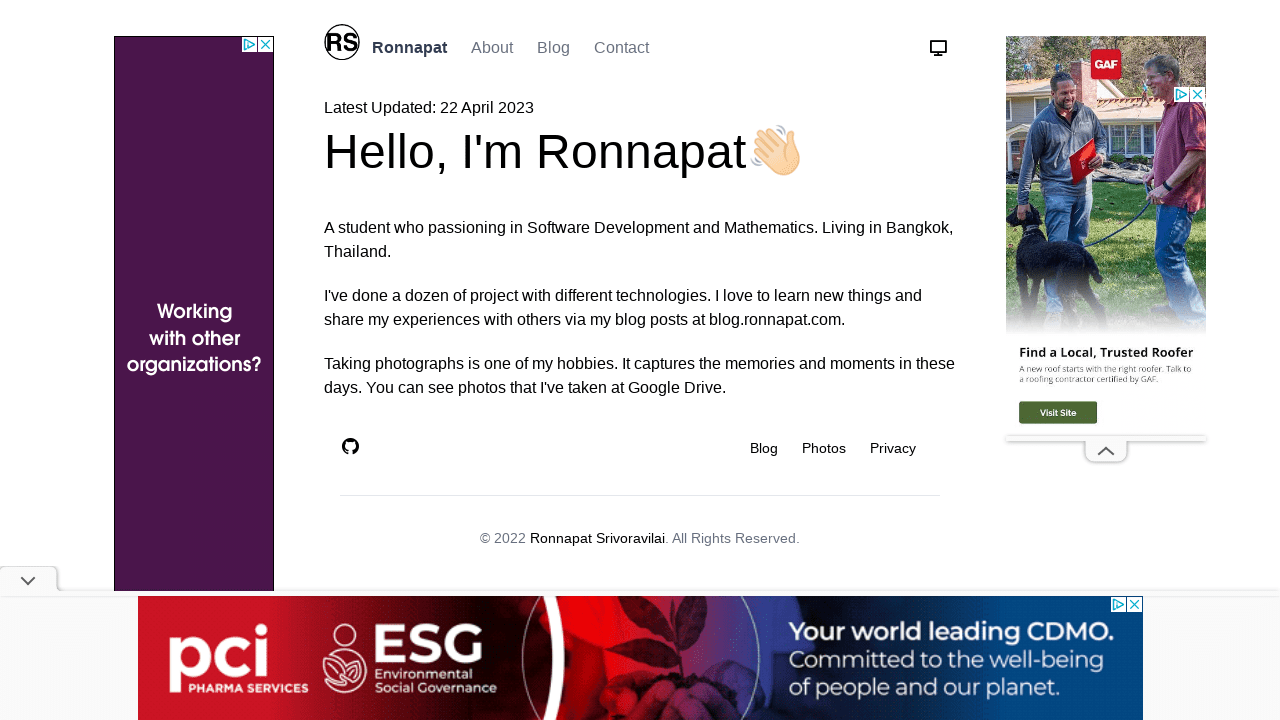 RS
Ronnapat About Blog Contact
Latest Updated: 22 April 2023
Hello, I'm Ronnapat
A student who passioning in Software Development and Mathematics. Living in Bangkok,
Thailand.
I've done a dozen of project with different technologies. I love to learn new things and
share my experiences with others via my blog posts at blog.ronnapat.com.
Taking photographs is one of my hobbies. It captures the memories and moments in these
days. You can see photos that I've taken at Google Drive.
Blog Photos Privacy
© 2022 Ronnapat Srivoravilai. All Rights Reserved.
Working
with other
organizations?
GAF
Find a Local, Trusted Roofer
A new roof starts with the right roofer. Talk to
a roofing contractor certified by GAF.
Visit Site
pci
PHARMA SERVICES
ESG
Environmental
Social Governance
Your world leading CDMO.
Committed to the well-being
of people and our planet.